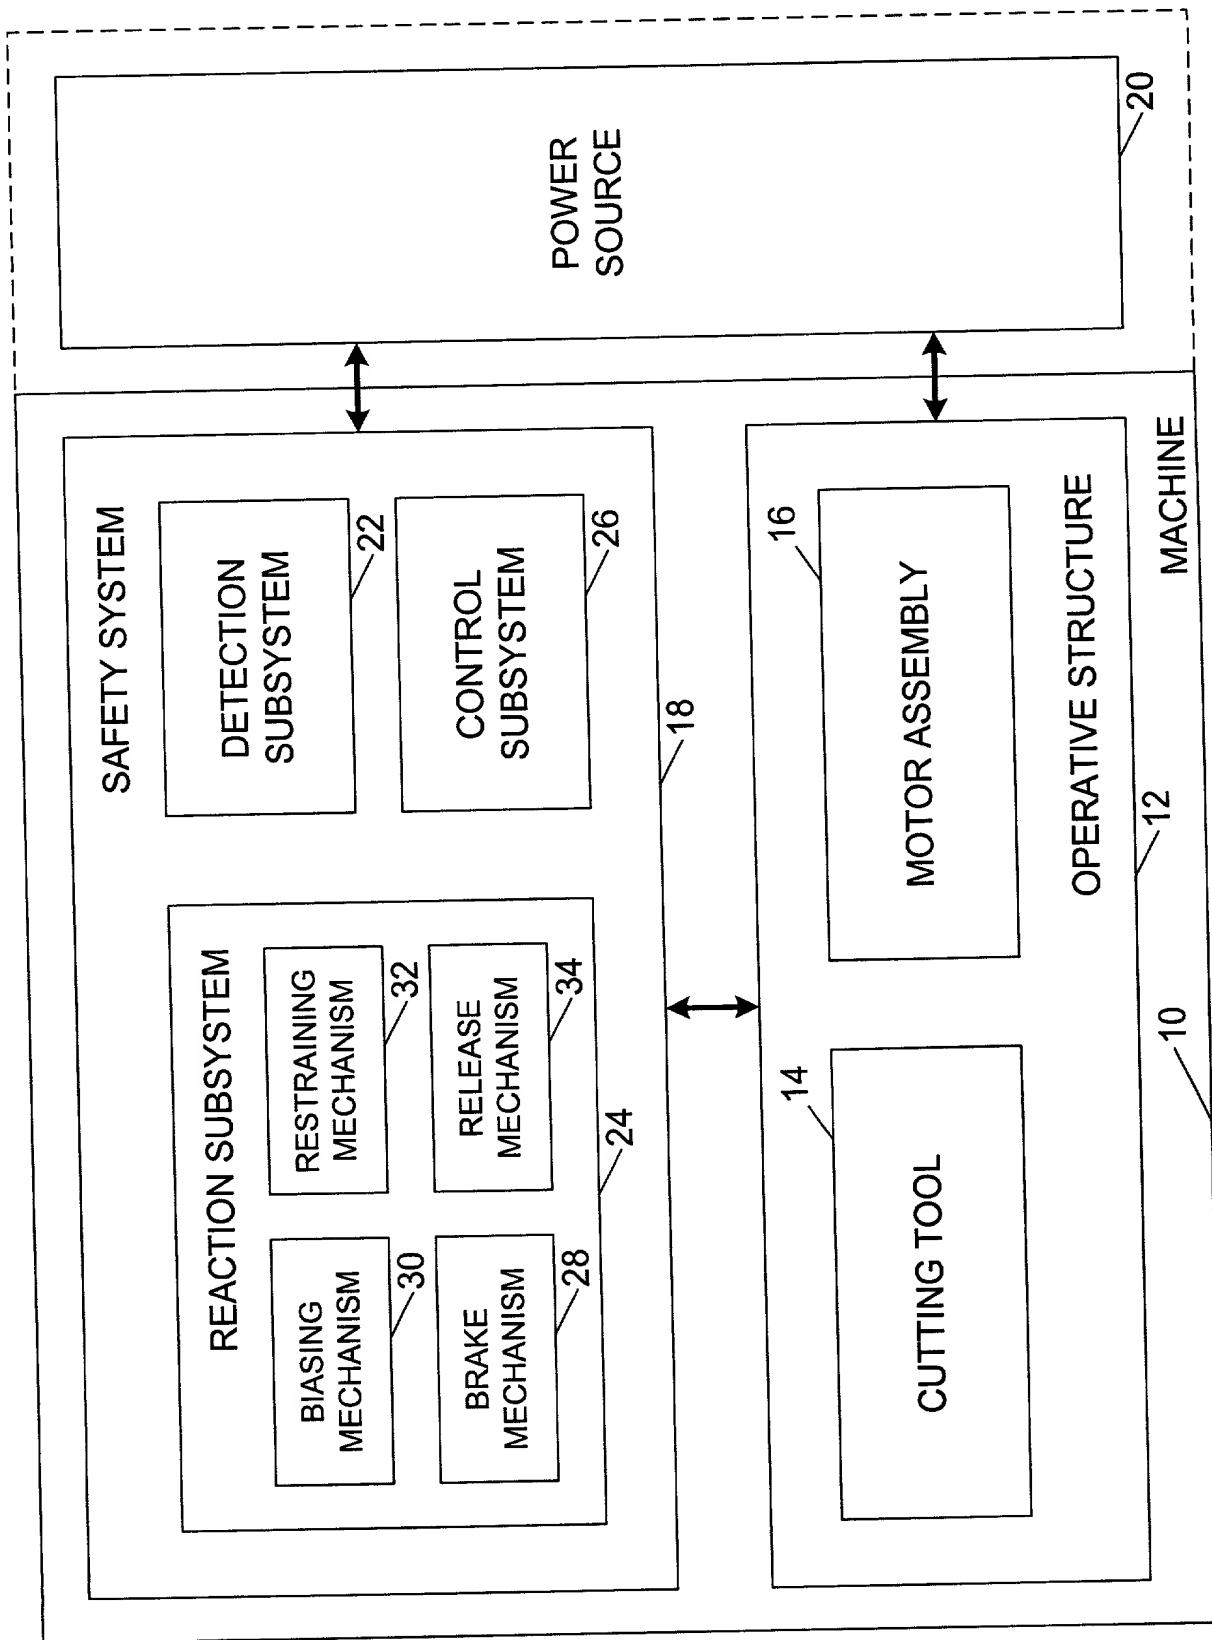 SAFETY SYSTEM
REACTION SUBSYSTEM
BIASING
MECHANISM
30
RESTRAINING
MECHANISM
32
BRAKE
MECHANISM
28
RELEASE
MECHANISM
34
24
DETECTION
SUBSYSTEM
22
CONTROL
SUBSYSTEM
26
18
POWER
SOURCE
20
14
CUTTING TOOL
16
MOTOR ASSEMBLY
OPERATIVE STRUCTURE
12
MACHINE
10